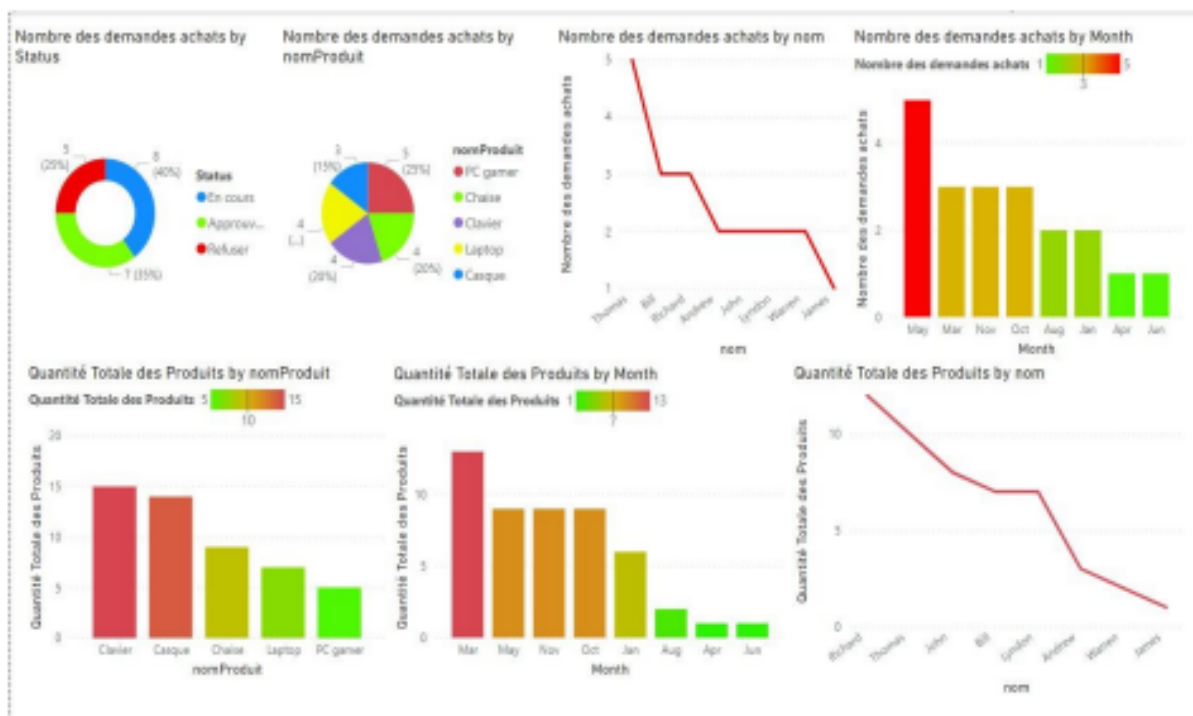 Nombre des demandes achats by
Status
5
(25%)
8
(40%)
7 (35%)
Status
En cours
Approuv...
Refuser
Nombre des demandes achats by
nomProduit
3
(15%)
5
(25%)
4
(...)
4
(20%)
4
(20%)
nomProduit
PC gamer
Chaise
Clavier
Laptop
Casque
Nombre des demandes achats by nom
Nombre des demandes achats
5
4
3
2
1
Thomas
Bill
Richard
Andrew
John
Lyndon
Warren
James
nom
Nombre des demandes achats by Month
Nombre des demandes achats 1 5
3
Nombre des demandes achats
4
2
0
May Mar Nov Oct Aug Jan Apr Jun
Month
Quantité Totale des Produits by nomProduit
Quantité Totale des Produits 5 15
10
Quantité Totale des Produits
20
15
10
5
0
Clavier Casque Chaise Laptop PC gamer
nomProduit
Quantité Totale des Produits by Month
Quantité Totale des Produits 1 13
7
Quantité Totale des Produits
10
5
0
Mar May Nov Oct Jan Aug Apr Jun
Month
Quantité Totale des Produits by nom
Quantité Totale des Produits
10
5
0
Richard
Thomas
John
Bill
Lyndon
Andrew
Warren
James
nom